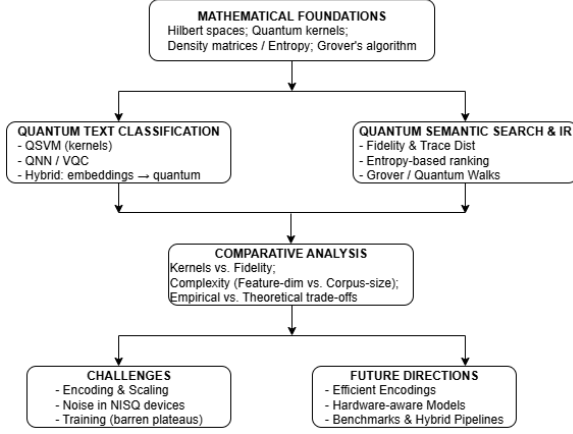 MATHEMATICAL FOUNDATIONS
Hilbert spaces; Quantum kernels;
Density matrices / Entropy; Grover's algorithm
QUANTUM TEXT CLASSIFICATION
- QSVM (kernels)
- QNN / VQC
- Hybrid: embeddings → quantum
QUANTUM SEMANTIC SEARCH & IR
- Fidelity & Trace Dist
- Entropy-based ranking
- Grover / Quantum Walks
COMPARATIVE ANALYSIS
Kernels vs. Fidelity;
Complexity (Feature-dim vs. Corpus-size);
Empirical vs. Theoretical trade-offs
CHALLENGES
- Encoding & Scaling
- Noise in NISQ devices
- Training (barren plateaus)
FUTURE DIRECTIONS
- Efficient Encodings
- Hardware-aware Models
- Benchmarks & Hybrid Pipelines